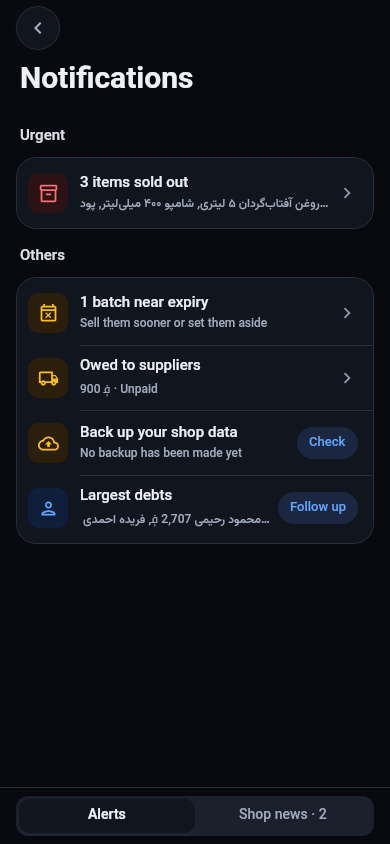 Notifications
Urgent
3 items sold out
روغن آفتاب‌گردان ۵ لیتری, شامپو ۴۰۰ میلی‌لیتر, پود…
Others
1 batch near expiry
Sell them sooner or set them aside
Owed to suppliers
900 ؋ · Unpaid
Back up your shop data
No backup has been made yet
Check
Largest debts
محمود رحیمی 2,707 ؋, فریده احمدی…
Follow up
Alerts
Shop news · 2